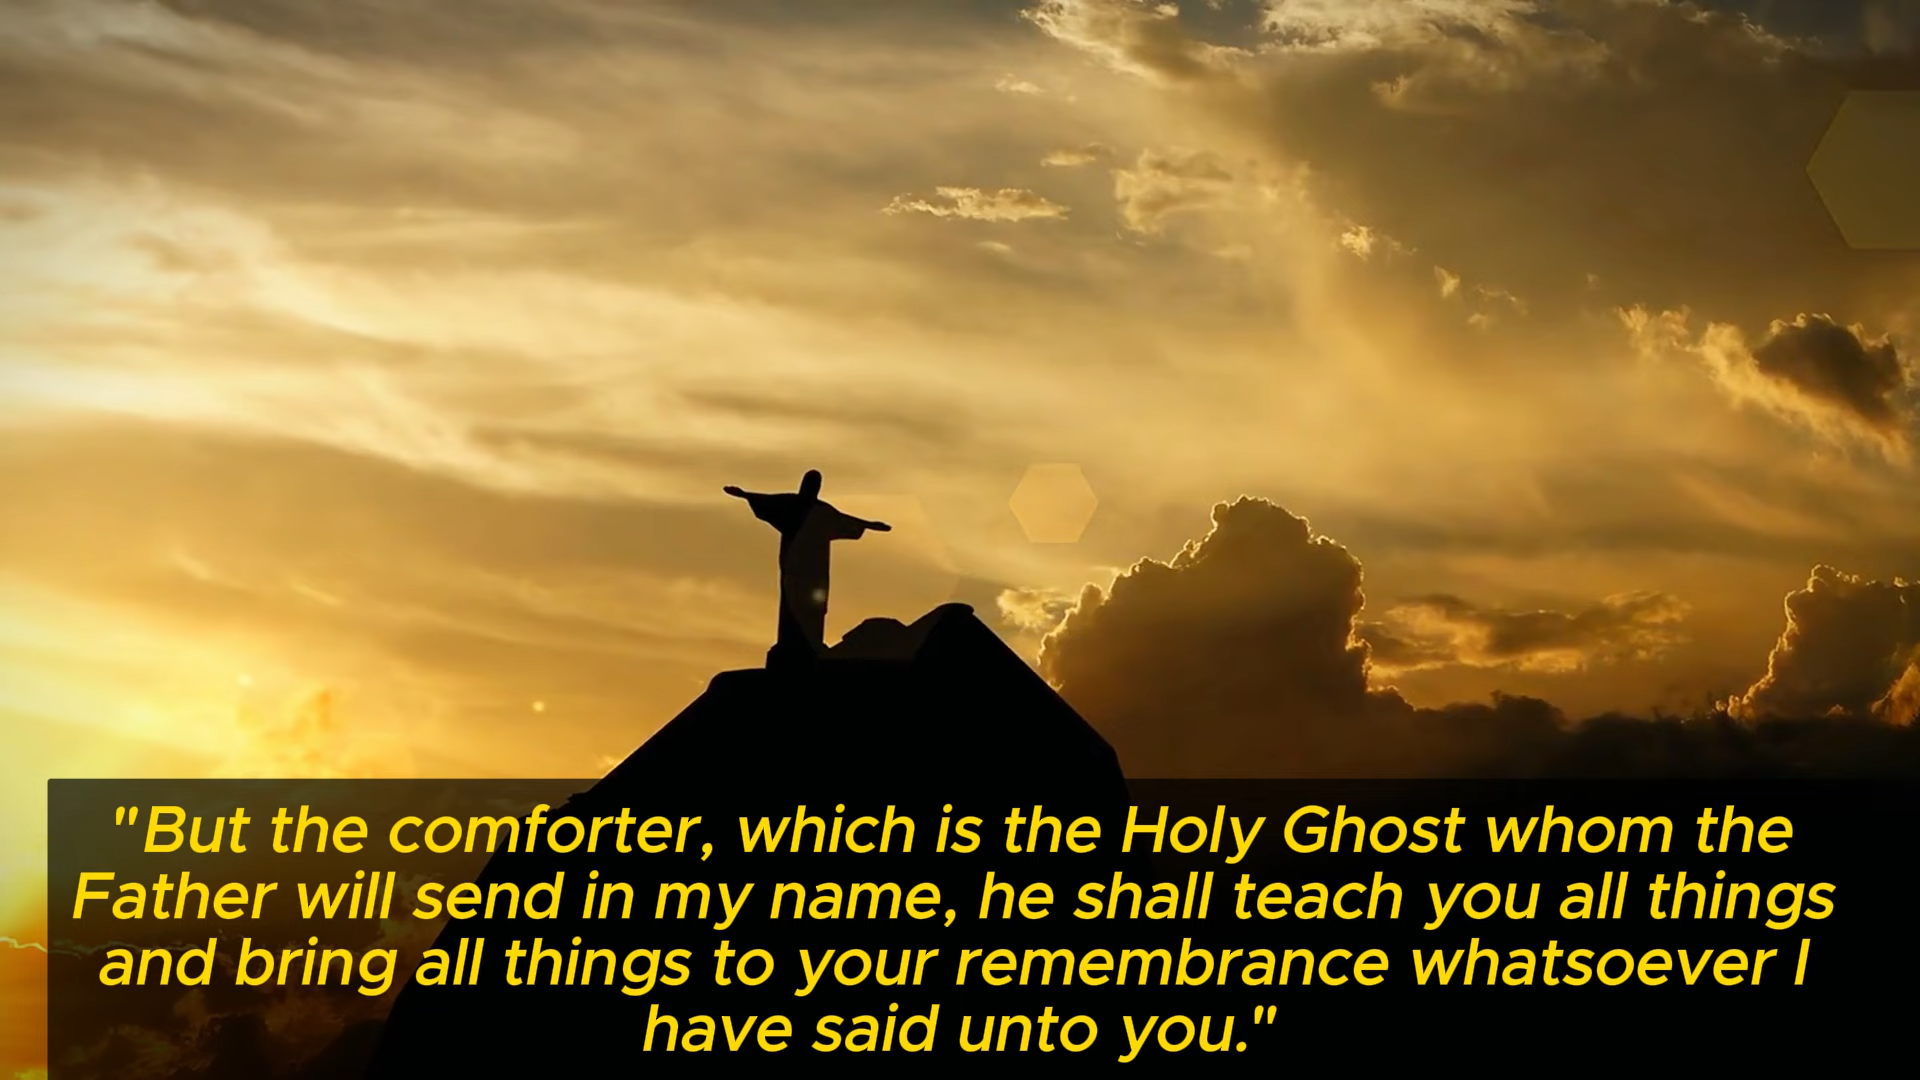 "But the comforter, which is the Holy Ghost whom the
Father will send in my name, he shall teach you all things
and bring all things to your remembrance whatsoever I
have said unto you."